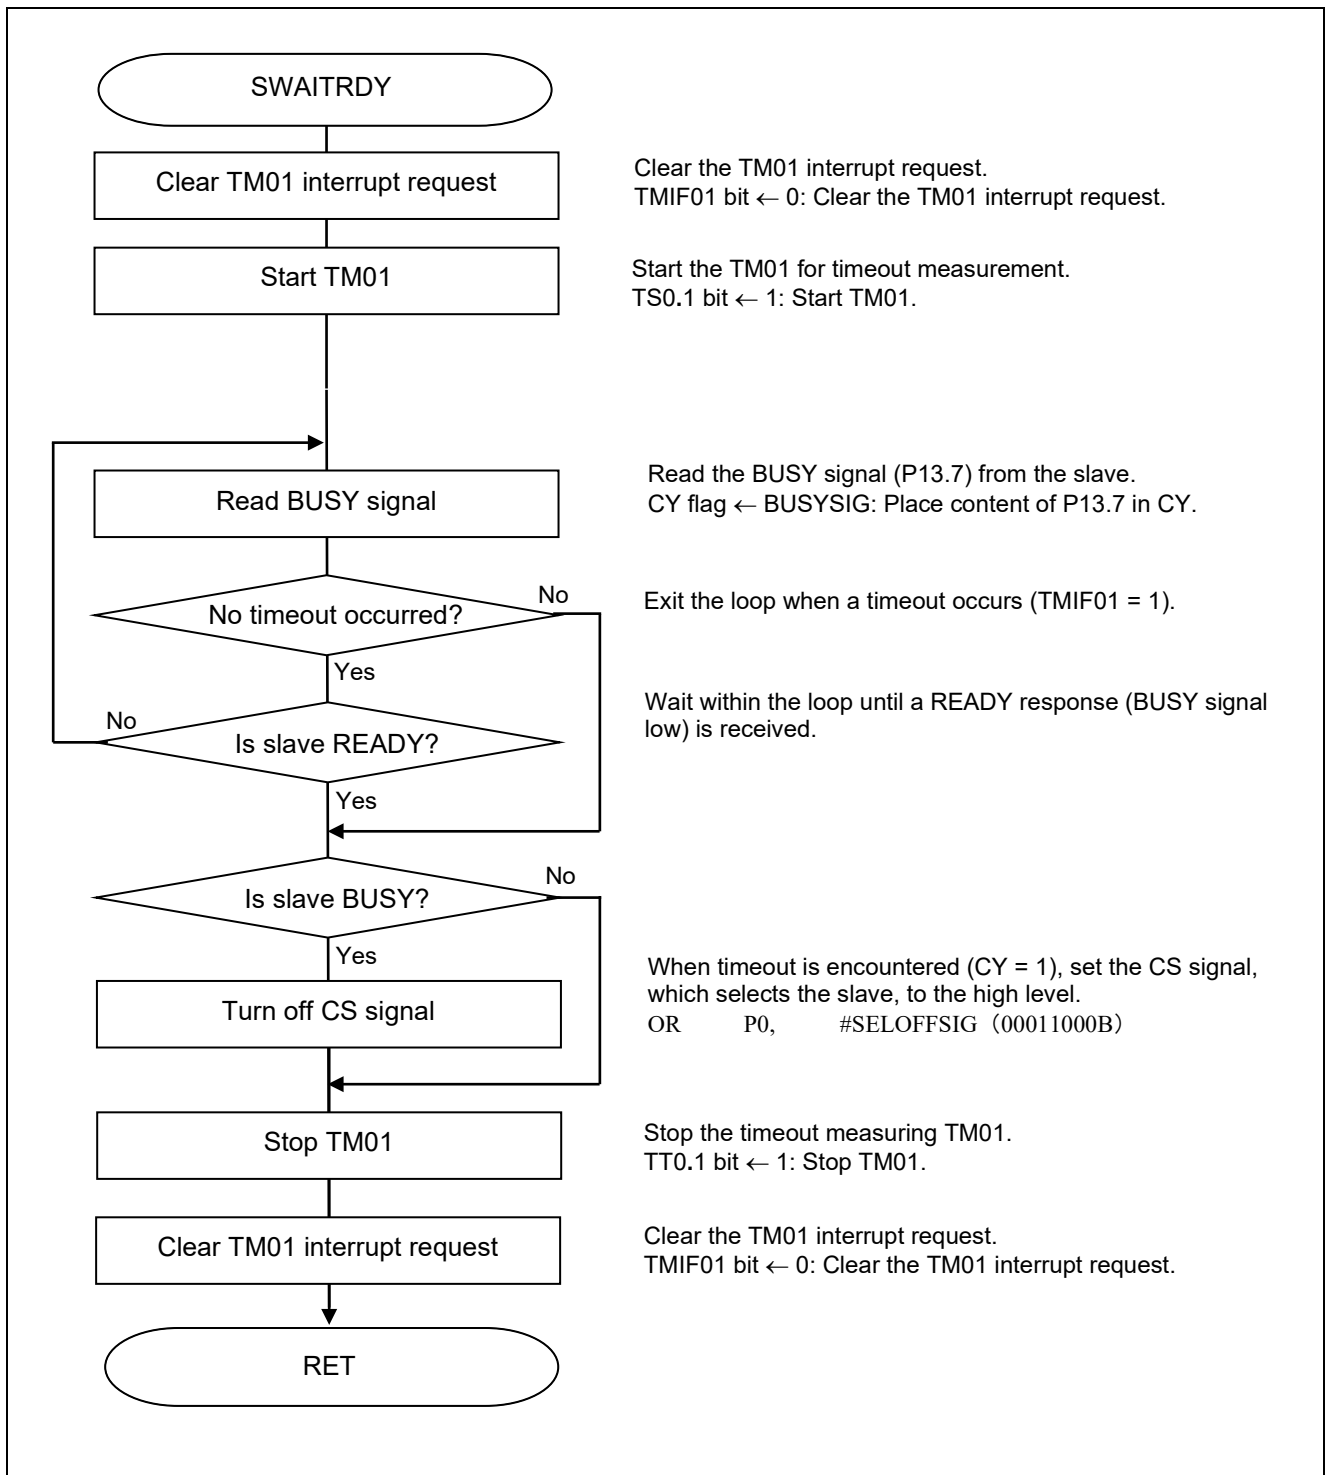 SWAITRDY
Clear TM01 interrupt request
Clear the TM01 interrupt request.
TMIF01 bit ← 0: Clear the TM01 interrupt request.
Start TM01
Start the TM01 for timeout measurement.
TS0.1 bit ← 1: Start TM01.
Read BUSY signal
Read the BUSY signal (P13.7) from the slave.
CY flag ← BUSYSIG: Place content of P13.7 in CY.
No timeout occurred?
No
Exit the loop when a timeout occurs (TMIF01 = 1).
Yes
No
Is slave READY?
Wait within the loop until a READY response (BUSY signal
low) is received.
Yes
Is slave BUSY?
No
Yes
Turn off CS signal
When timeout is encountered (CY = 1), set the CS signal,
which selects the slave, to the high level.
OR P0, #SELOFFSIG（00011000B）
Stop TM01
Stop the timeout measuring TM01.
TT0.1 bit ← 1: Stop TM01.
Clear TM01 interrupt request
Clear the TM01 interrupt request.
TMIF01 bit ← 0: Clear the TM01 interrupt request.
RET